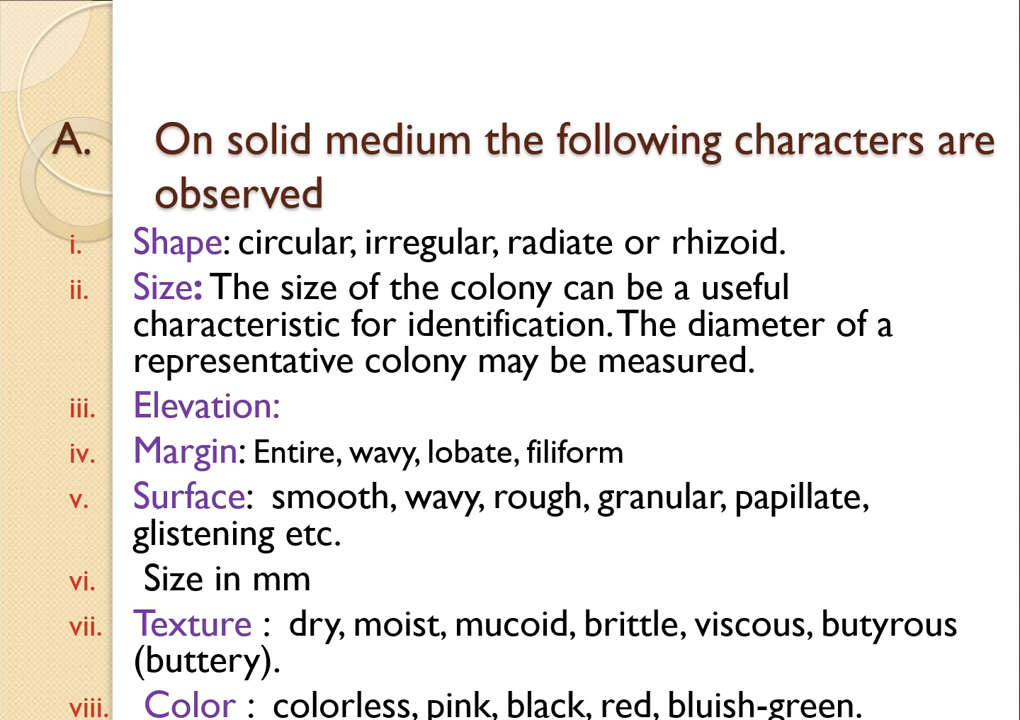 A. On solid medium the following characters are
observed
i. Shape: circular, irregular, radiate or rhizoid.
ii. Size: The size of the colony can be a useful
characteristic for identification. The diameter of a
representative colony may be measured.
iii. Elevation:
iv. Margin: Entire, wavy, lobate, filiform
v. Surface: smooth, wavy, rough, granular, papillate,
glistening etc.
vi. Size in mm
vii. Texture : dry, moist, mucoid, brittle, viscous, butyrous
(buttery).
viii. Color : colorless, pink, black, red, bluish-green.